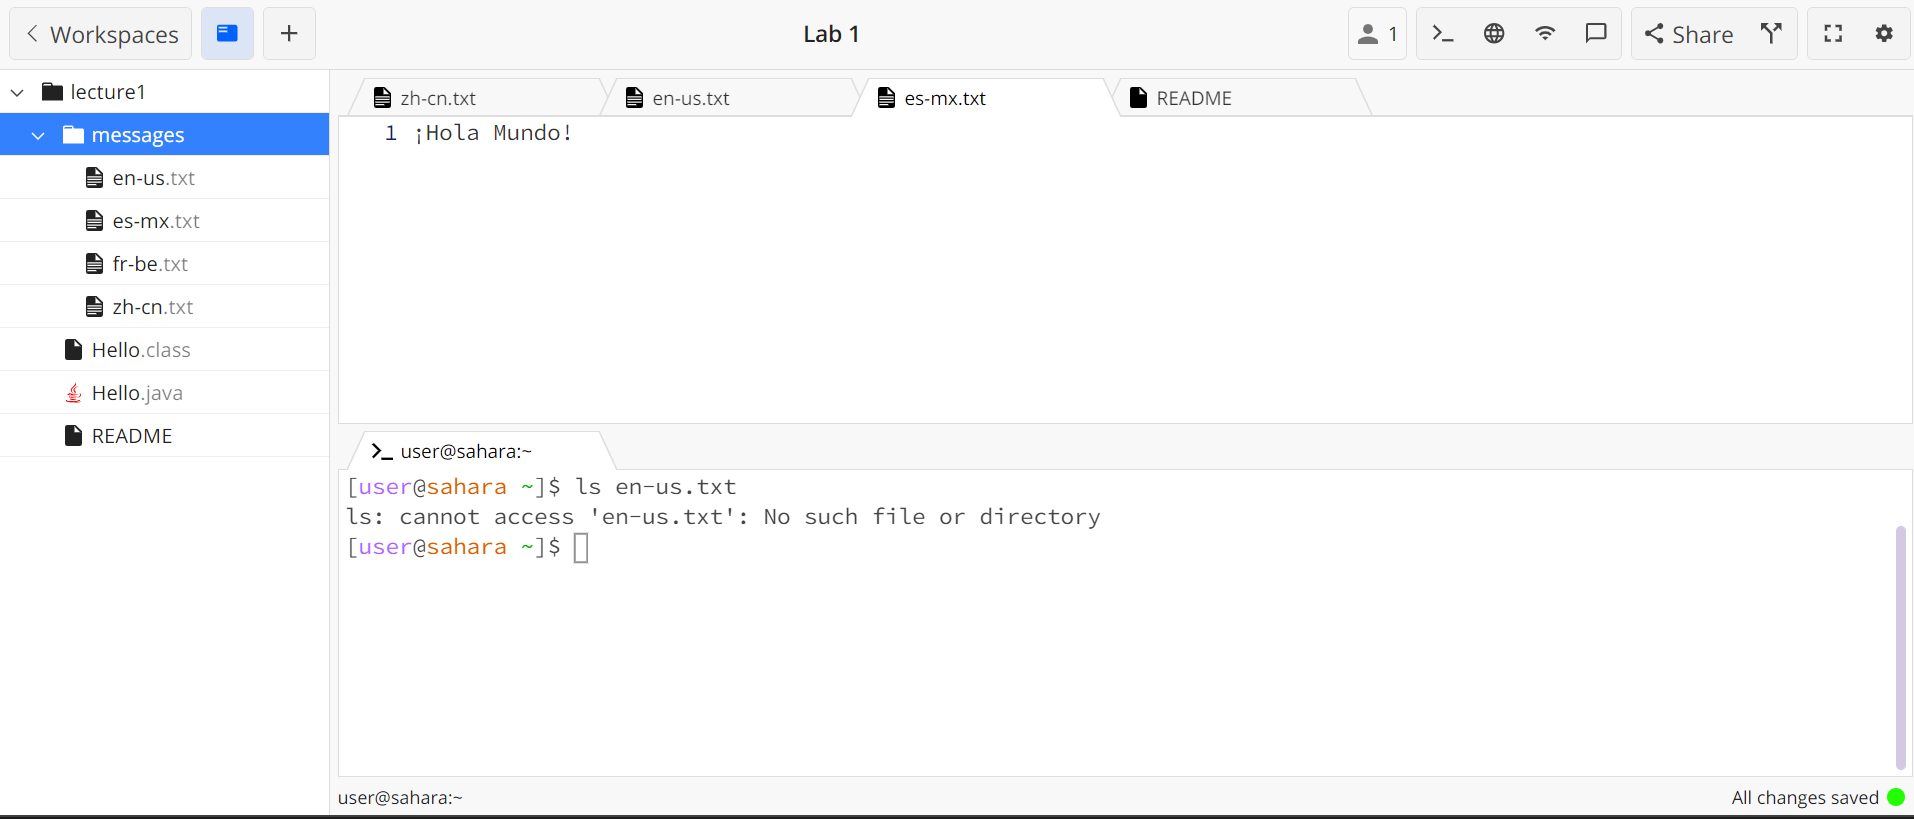 Workspaces
+
Lab 1
1
Share
lecture1
messages
en-us.txt
es-mx.txt
fr-be.txt
zh-cn.txt
Hello.class
Hello.java
README
zh-cn.txt
en-us.txt
es-mx.txt
README
1 ¡Hola Mundo!
user@sahara:~
[user@sahara ~]$ ls en-us.txt
ls: cannot access 'en-us.txt': No such file or directory
[user@sahara ~]$
user@sahara:~
All changes saved